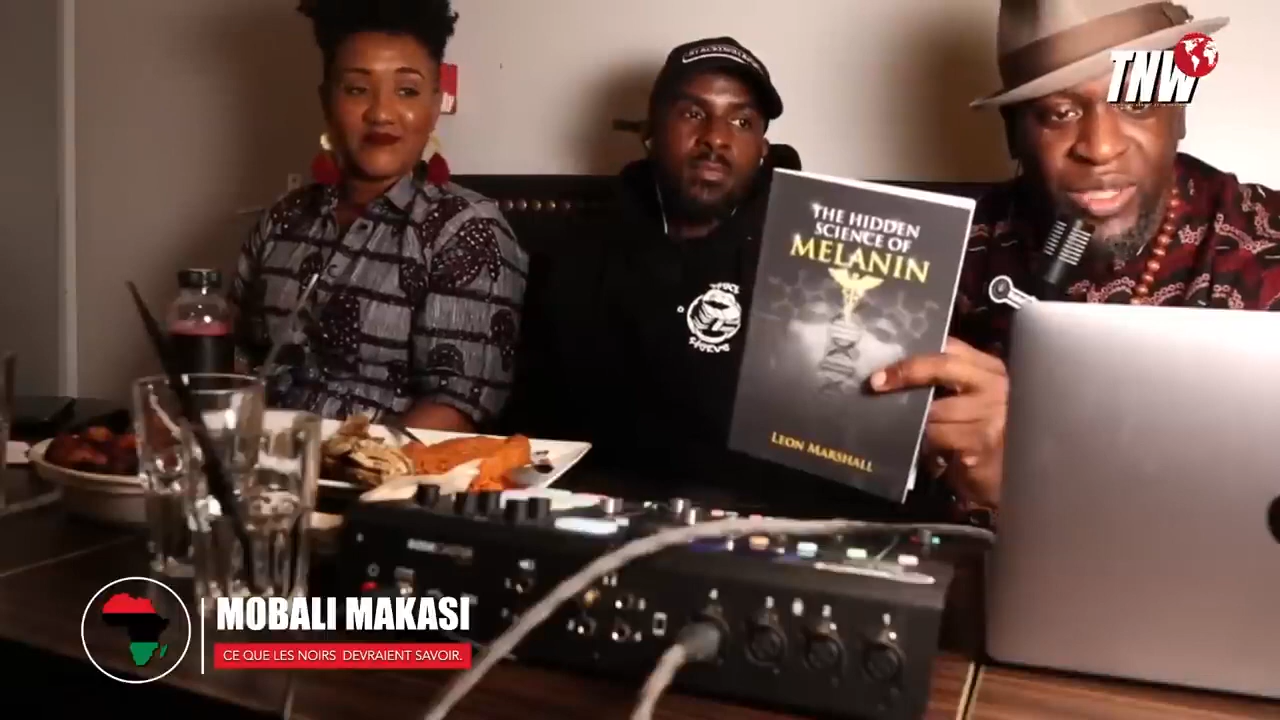 TNW
THE HIDDEN
SCIENCE OF
MELANIN
LEON MARSHALL
MOBALI MAKASI
CE QUE LES NOIRS DEVRAIENT SAVOIR.